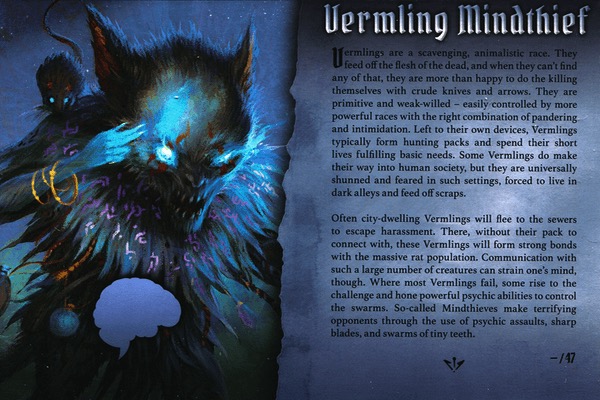 Vermling Mindthief
Vermlings are a scavenging, animalistic race. They
feed off the flesh of the dead, and when they can't find
any of that, they are more than happy to do the killing
themselves with crude knives and arrows. They are
primitive and weak-willed – easily controlled by more
powerful races with the right combination of pandering
and intimidation. Left to their own devices, Vermlings
typically form hunting packs and spend their short
lives fulfilling basic needs. Some Vermlings do make
their way into human society, but they are universally
shunned and feared in such settings, forced to live in
dark alleys and feed off scraps.
Often city-dwelling Vermlings will flee to the sewers
to escape harassment. There, without their pack to
connect with, these Vermlings will form strong bonds
with the massive rat population. Communication with
such a large number of creatures can strain one's mind,
though. Where most Vermlings fail, some rise to the
challenge and hone powerful psychic abilities to control
the swarms. So-called Mindthieves make terrifying
opponents through the use of psychic assaults, sharp
blades, and swarms of tiny teeth.
–/47